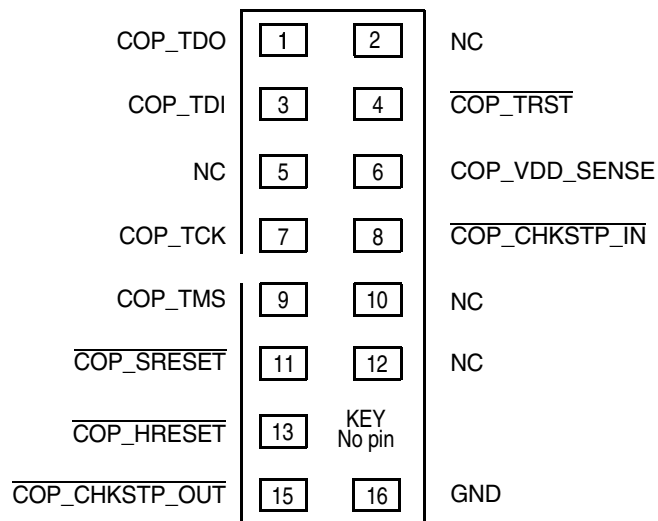 COP_TDO 1 2 NC
COP_TDI 3 4 COP_TRST
NC 5 6 COP_VDD_SENSE
COP_TCK 7 8 COP_CHKSTP_IN
COP_TMS 9 10 NC
COP_SRESET 11 12 NC
COP_HRESET 13 KEY
No pin
COP_CHKSTP_OUT 15 16 GND